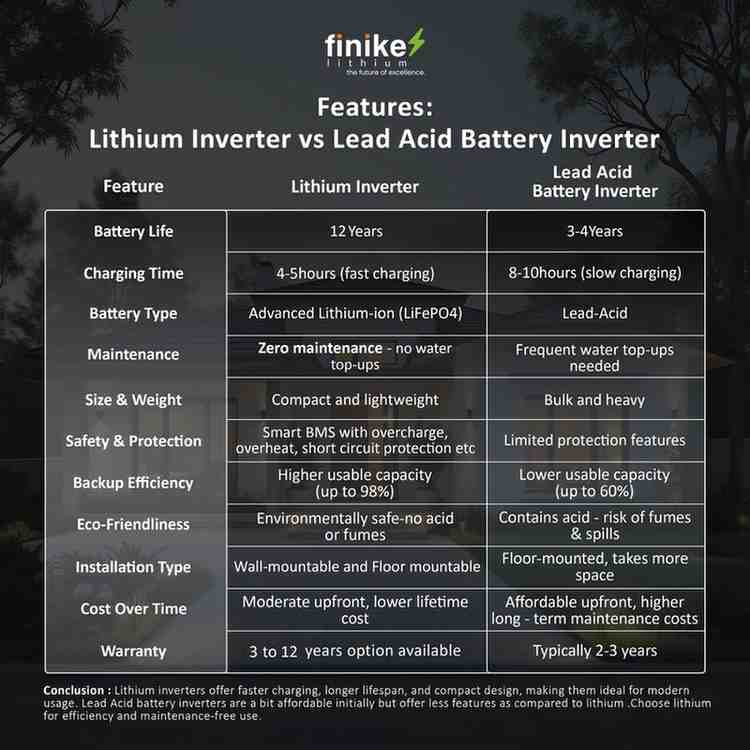 finike
lithium
the future of excellence.
Features:
Lithium Inverter vs Lead Acid Battery Inverter
Feature
Lithium Inverter
Lead Acid
Battery Inverter
Battery Life
12 Years
3-4Years
Charging Time
4-5hours (fast charging)
8-10hours (slow charging)
Battery Type
Advanced Lithium-ion (LiFePO4)
Lead-Acid
Maintenance
Zero maintenance - no water
top-ups
Frequent water top-ups
needed
Size & Weight
Compact and lightweight
Bulk and heavy
Safety & Protection
Smart BMS with overcharge,
overheat, short circuit protection etc
Limited protection features
Backup Efficiency
Higher usable capacity
(up to 98%)
Lower usable capacity
(up to 60%)
Eco-Friendliness
Environmentally safe-no acid
or fumes
Contains acid - risk of fumes
& spills
Installation Type
Wall-mountable and Floor mountable
Floor-mounted, takes more
space
Cost Over Time
Moderate upfront, lower lifetime
cost
Affordable upfront, higher
long - term maintenance costs
Warranty
3 to 12 years option available
Typically 2-3 years
Conclusion : Lithium inverters offer faster charging, longer lifespan, and compact design, making them ideal for modern
usage. Lead Acid battery inverters are a bit affordable initially but offer less features as compared to lithium .Choose lithium
for efficiency and maintenance-free use.